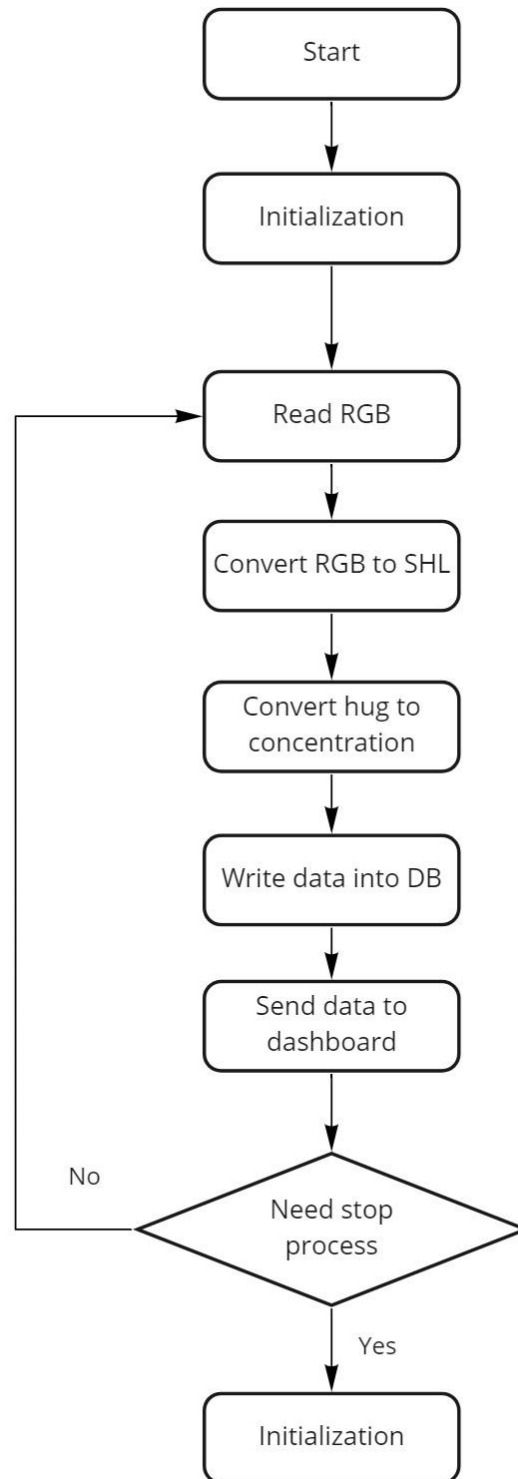 Start
Initialization
Read RGB
Convert RGB to SHL
Convert hug to
concentration
Write data into DB
Send data to
dashboard
No
Need stop
process
Yes
Initialization